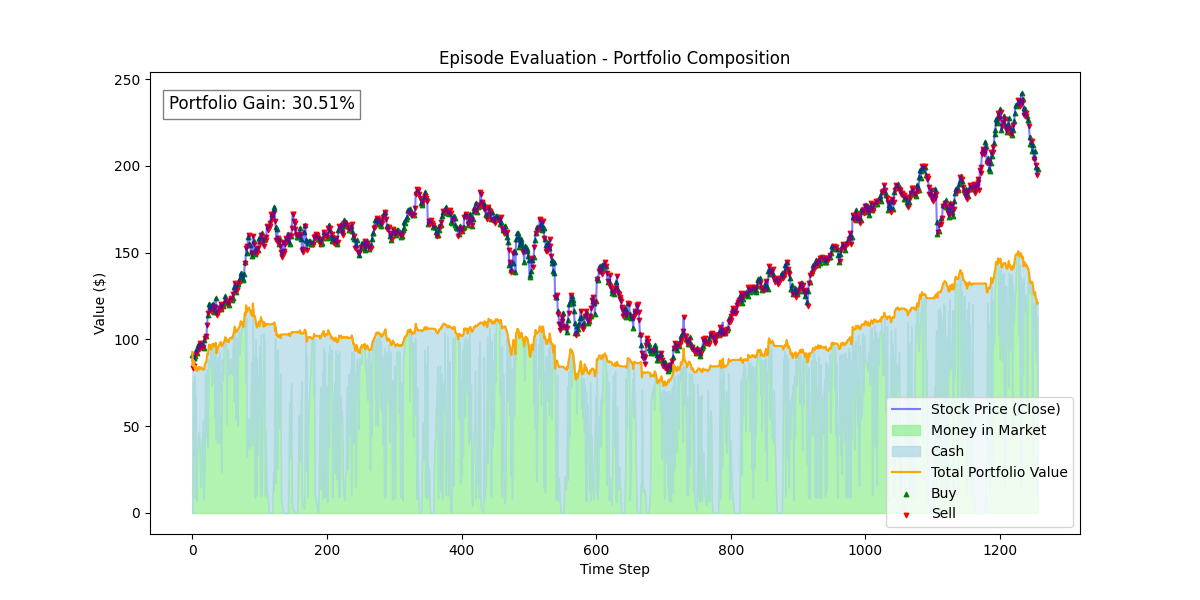 Episode Evaluation - Portfolio Composition
Portfolio Gain: 30.51%
Value ($)
250
200
150
100
50
0
0 200 400 600 800 1000 1200
Time Step
Stock Price (Close)
Money in Market
Cash
Total Portfolio Value
Buy
Sell